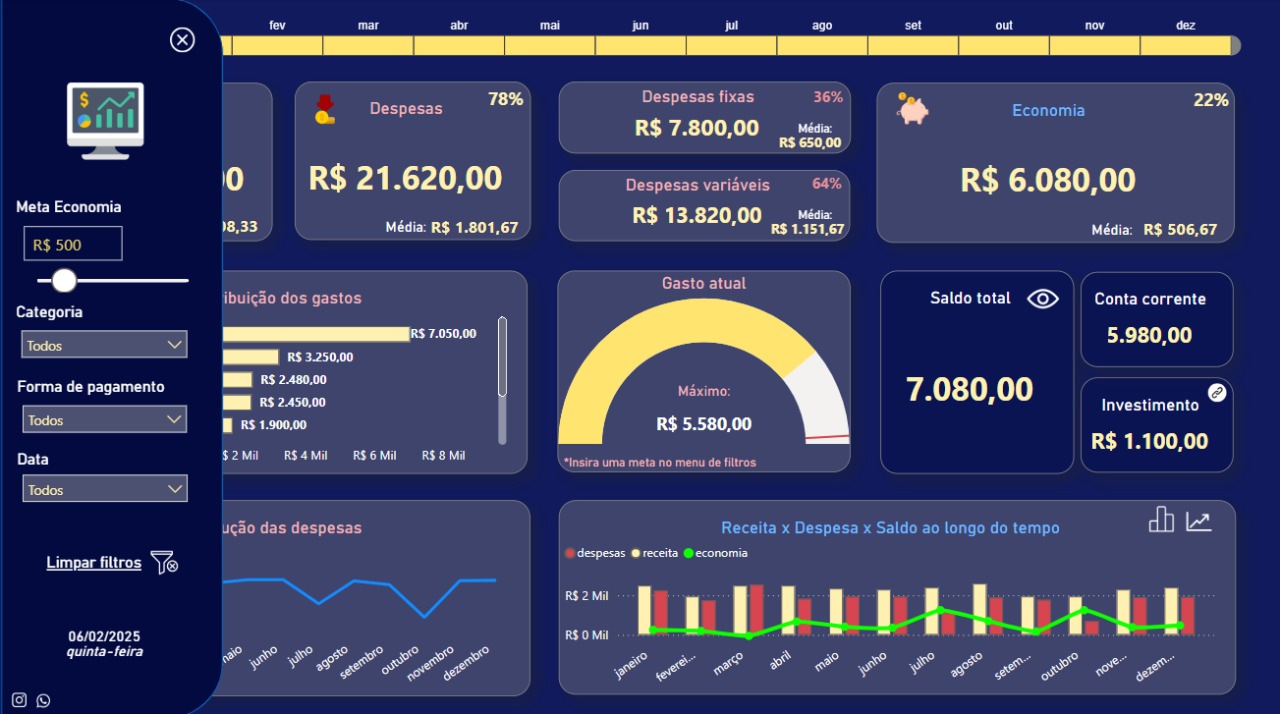 fev mar abr mai jun jul ago set out nov dez
Meta Economia
R$ 500
Categoria
Todos
Forma de pagamento
Todos
Data
Todos
Limpar filtros
06/02/2025
quinta-feira
Despesas
78%
R$ 21.620,00
Média: R$ 1.801,67
Despesas fixas
36%
R$ 7.800,00
Média:
R$ 650,00
Despesas variáveis
64%
R$ 13.820,00
Média:
R$ 1.151,67
Economia
22%
R$ 6.080,00
Média: R$ 506,67
dos gastos
R$ 7.050,00
R$ 3.250,00
R$ 2.480,00
R$ 2.450,00
R$ 1.900,00
$ 2 Mil R$ 4 Mil R$ 6 Mil R$ 8 Mil
Gasto atual
Máximo:
R$ 5.580,00
*Insira uma meta no menu de filtros
Saldo total
7.080,00
Conta corrente
5.980,00
Investimento
R$ 1.100,00
das despesas
junho julho agosto setembro outubro novembro dezembro
Receita x Despesa x Saldo ao longo do tempo
despesas receita economia
R$ 2 Mil
R$ 0 Mil
janeiro feverei... março abril maio junho julho agosto setem... outubro nove... dezem...